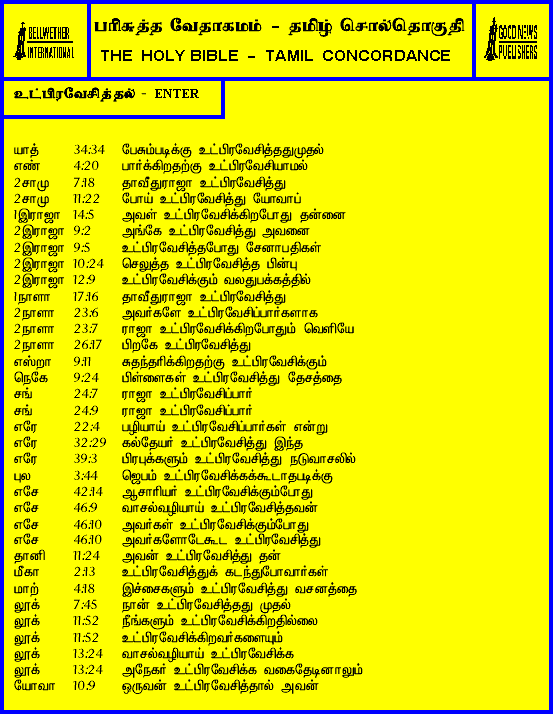 BELLWETHER
INTERNATIONAL
பரிசுத்த வேதாகமம் - தமிழ் சொல்தொகுதி
THE HOLY BIBLE - TAMIL CONCORDANCE
GOOD NEWS
PUBLISHERS
உட்பிரவேசித்தல் - ENTER
யாத் 34:34 பேசும்படிக்கு உட்பிரவேசித்ததுமுதல்
எண் 4:20 பார்க்கிறதற்கு உட்பிரவேசியாமல்
2சாமு 7:18 தாவீதுராஜா உட்பிரவேசித்து
2சாமு 11:22 போய் உட்பிரவேசித்து யோவாப்
1இராஜா 14:5 அவள் உட்பிரவேசிக்கிறபோது தன்னை
2இராஜா 9:2 அங்கே உட்பிரவேசித்து அவனை
2இராஜா 9:5 உட்பிரவேசித்தபோது சேனாபதிகள்
2இராஜா 10:24 செலுத்த உட்பிரவேசித்த பின்பு
2இராஜா 12:9 உட்பிரவேசிக்கும் வலதுபக்கத்தில்
1நாளா 17:16 தாவீதுராஜா உட்பிரவேசித்து
2நாளா 23:6 அவர்களே உட்பிரவேசிப்பார்களாக
2நாளா 23:7 ராஜா உட்பிரவேசிக்கிறபோதும் வெளியே
2நாளா 26:17 பிறகே உட்பிரவேசித்து
எஸ்றா 9:11 சுதந்தரிக்கிறதற்கு உட்பிரவேசிக்கும்
நெகே 9:24 பிள்ளைகள் உட்பிரவேசித்து தேசத்தை
சங் 24:7 ராஜா உட்பிரவேசிப்பார்
சங் 24:9 ராஜா உட்பிரவேசிப்பார்
எரே 22:4 பழியாய் உட்பிரவேசிப்பார்கள் என்று
எரே 32:29 கல்தேயர் உட்பிரவேசித்து இந்த
எரே 39:3 பிரபுக்களும் உட்பிரவேசித்து நடுவாசலில்
புல 3:44 ஜெபம் உட்பிரவேசிக்கக்கூடாதபடிக்கு
எசே 42:14 ஆசாரியர் உட்பிரவேசிக்கும்போது
எசே 46:9 வாசல்வழியாய் உட்பிரவேசித்தவன்
எசே 46:10 அவர்கள் உட்பிரவேசிக்கும்போது
எசே 46:10 அவர்களோடேகூட உட்பிரவேசித்து
தானி 11:24 அவன் உட்பிரவேசித்து தன்
மீகா 2:13 உட்பிரவேசித்துக் கடந்துபோவார்கள்
மாற் 4:18 இச்சைகளும் உட்பிரவேசித்து வசனத்தை
லூக் 7:45 நான் உட்பிரவேசித்தது முதல்
லூக் 11:52 நீங்களும் உட்பிரவேசிக்கிறதில்லை
லூக் 11:52 உட்பிரவேசிக்கிறவர்களையும்
லூக் 13:24 வாசல்வழியாய் உட்பிரவேசிக்க
லூக் 13:24 அநேகர் உட்பிரவேசிக்க வகைதேடினாலும்
யோவா 10:9 ஒருவன் உட்பிரவேசித்தால் அவன்